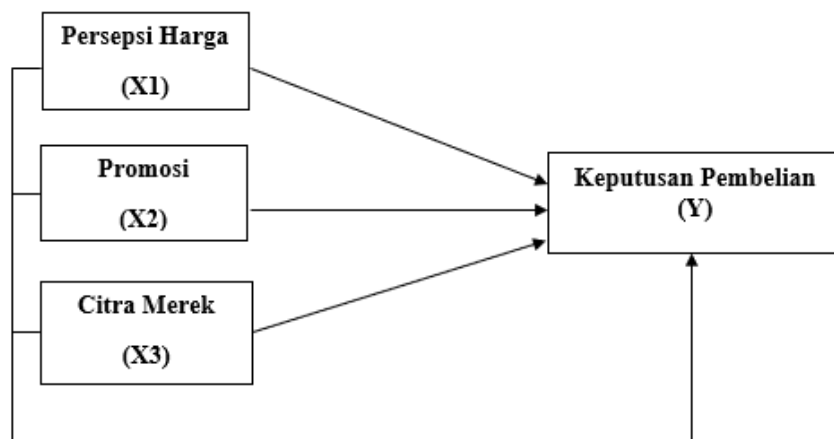 Persepsi Harga
(X1)
Promosi
(X2)
Citra Merek
(X3)
Keputusan Pembelian
(Y)